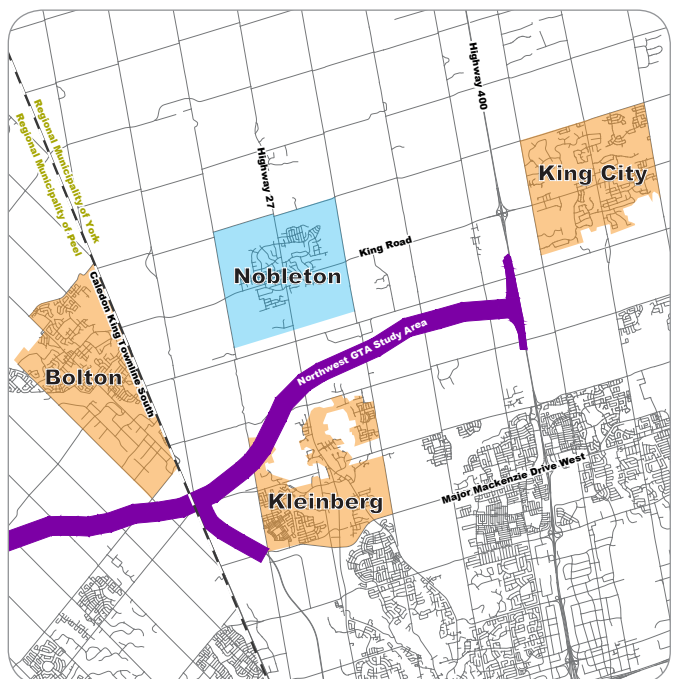 Highway 400
Regional Municipality of York
Regional Municipality of Peel
Highway 27
King City
King Road
Nobleton
Caledon King Townline South
Northwest GTA Study Area
Bolton
Major Mackenzie Drive West
Kleinberg